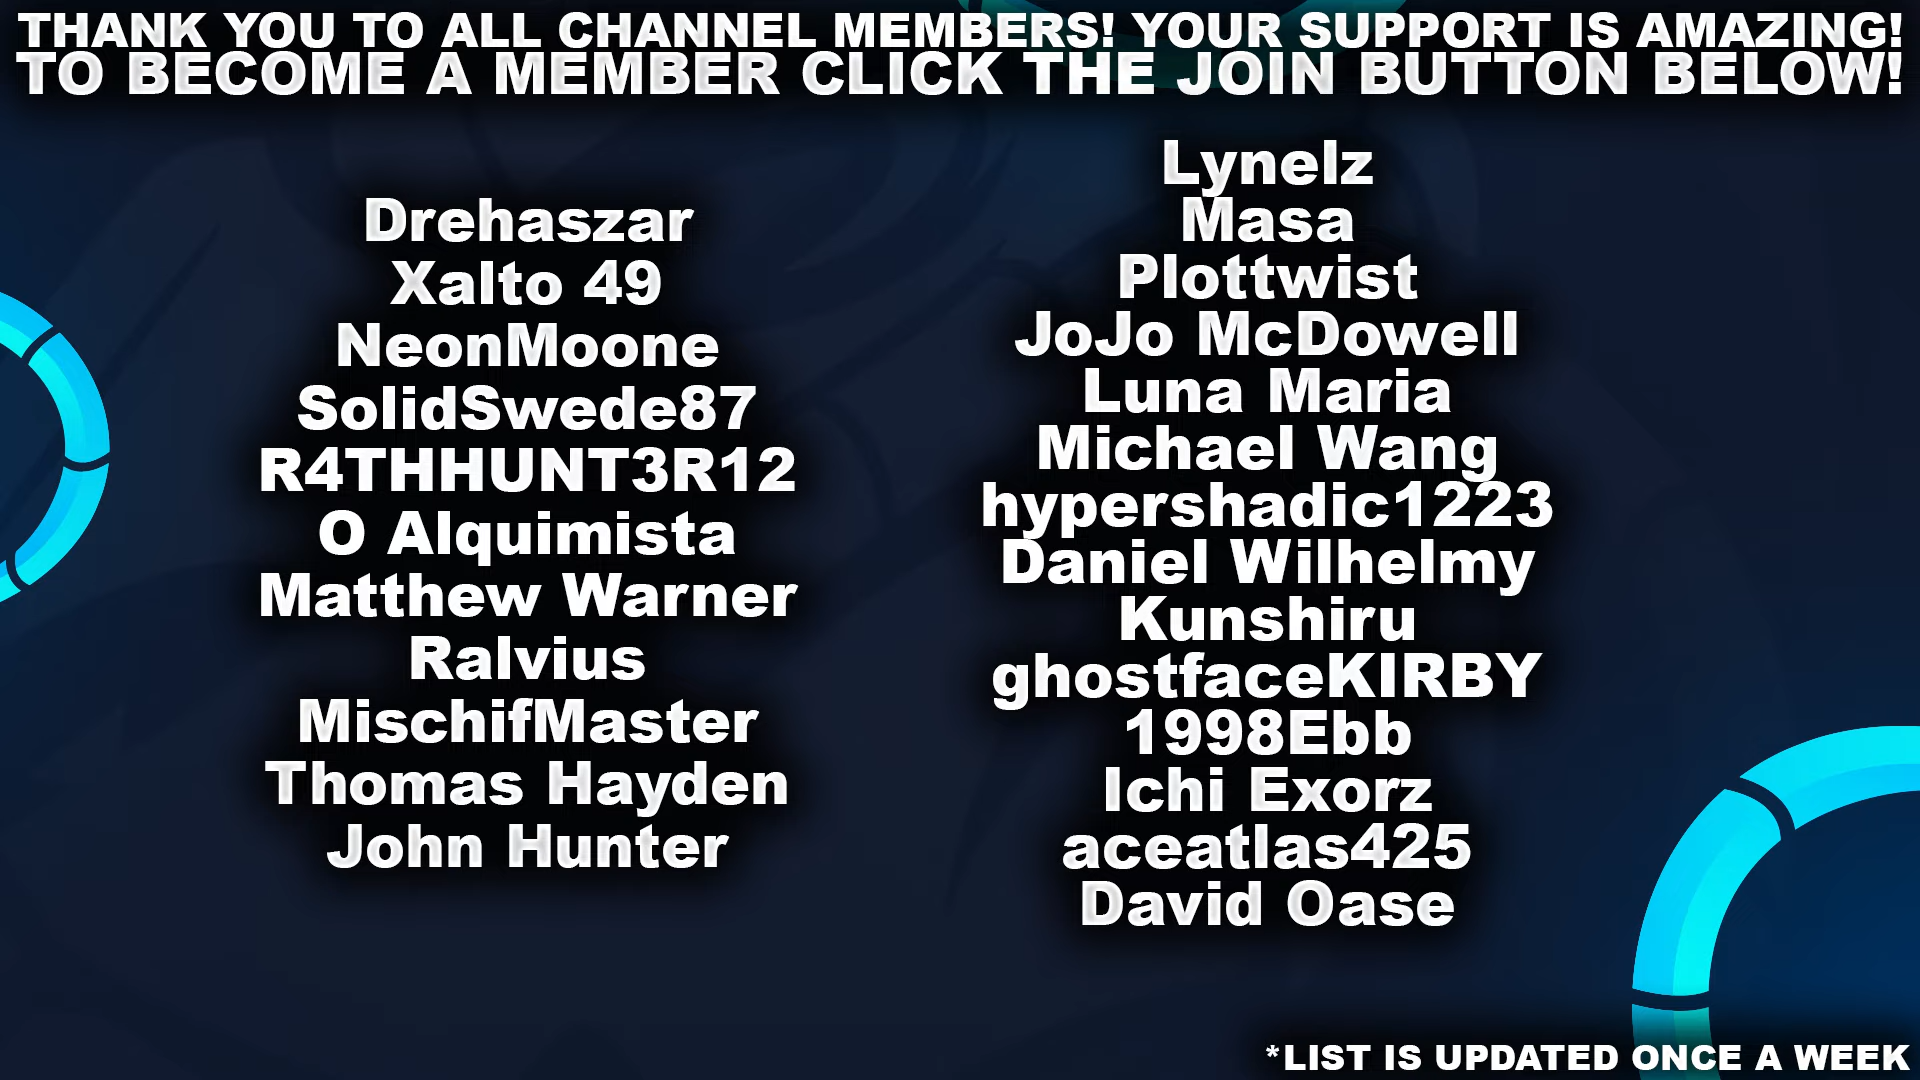 THANK YOU TO ALL CHANNEL MEMBERS! YOUR SUPPORT IS AMAZING!
TO BECOME A MEMBER CLICK THE JOIN BUTTON BELOW!
Drehaszar
Xalto 49
NeonMoone
SolidSwede87
R4THHUNT3R12
O Alquimista
Matthew Warner
Ralvius
MischifMaster
Thomas Hayden
John Hunter
Lynelz
Masa
Plottwist
JoJo McDowell
Luna Maria
Michael Wang
hypershadic1223
Daniel Wilhelmy
Kunshiru
ghostfaceKIRBY
1998Ebb
Ichi Exorz
aceatlas425
David Oase
*LIST IS UPDATED ONCE A WEEK